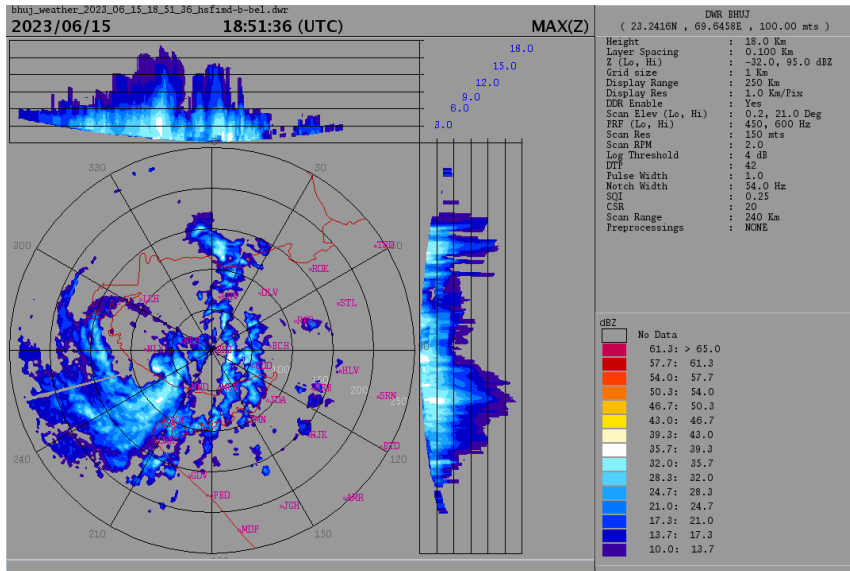 bhuj_weather_2023_06_15_18_51_36_hsfimd-b-bel.dwr
2023/06/15 18:51:36 (UTC) MAX(Z)
18.0
15.0
12.0
9.0
6.0
3.0
DWR BHUJ
( 23.2416N , 69.6458E , 100.00 mts )
Height : 18.0 Km
Layer Spacing : 0.100 Km
Z (Lo, Hi) : -32.0, 95.0 dBZ
Grid size : 1 Km
Display Range : 250 Km
Display Res : 1.0 Km/Pix
DDR Enable : Yes
Scan Elev (Lo, Hi) : 0.2, 21.0 Deg
PRF (Lo, Hi) : 450, 600 Hz
Scan Res : 150 mts
Scan RPM : 2.0
Log Threshold : 4 dB
DTF : 42
Pulse Width : 1.0
Notch Width : 54.0 Hz
SQI : 0.25
CSR : 20
Scan Range : 240 Km
Preprocessings : NONE
330
30
300
60
RDK
DLV
LKH
STL
BCH
HLV
100
150
200
250
SRN
JDA
RJK
BTD
240
120
PBD
AMR
JGH
210
150
MDP
dBZ
No Data
61.3: > 65.0
57.7: 61.3
54.0: 57.7
50.3: 54.0
46.7: 50.3
43.0: 46.7
39.3: 43.0
35.7: 39.3
32.0: 35.7
28.3: 32.0
24.7: 28.3
21.0: 24.7
17.3: 21.0
13.7: 17.3
10.0: 13.7